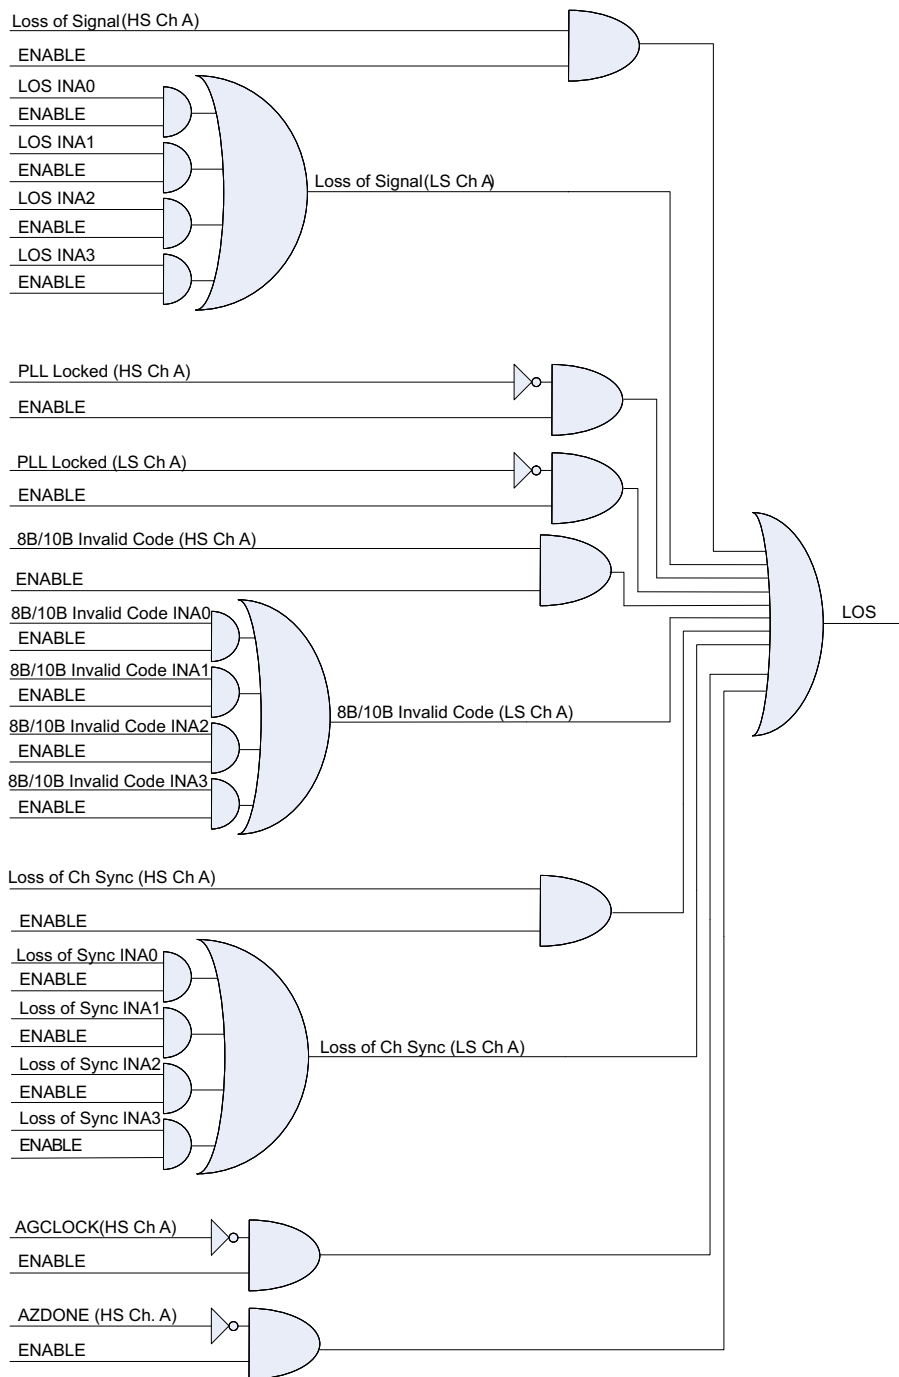 Loss of Signal(HS Ch A)
ENABLE
LOS INA0
ENABLE
LOS INA1
ENABLE
Loss of Signal(LS Ch A)
LOS INA2
ENABLE
LOS INA3
ENABLE
PLL Locked (HS Ch A)
ENABLE
PLL Locked (LS Ch A)
ENABLE
8B/10B Invalid Code (HS Ch A)
ENABLE
8B/10B Invalid Code INA0
LOS
ENABLE
8B/10B Invalid Code INA1
ENABLE
8B/10B Invalid Code (LS Ch A)
8B/10B Invalid Code INA2
ENABLE
8B/10B Invalid Code INA3
ENABLE
Loss of Ch Sync (HS Ch A)
ENABLE
Loss of Sync INA0
ENABLE
Loss of Sync INA1
ENABLE
Loss of Ch Sync (LS Ch A)
Loss of Sync INA2
ENABLE
Loss of Sync INA3
ENABLE
AGCLOCK(HS Ch A)
ENABLE
AZDONE (HS Ch. A)
ENABLE